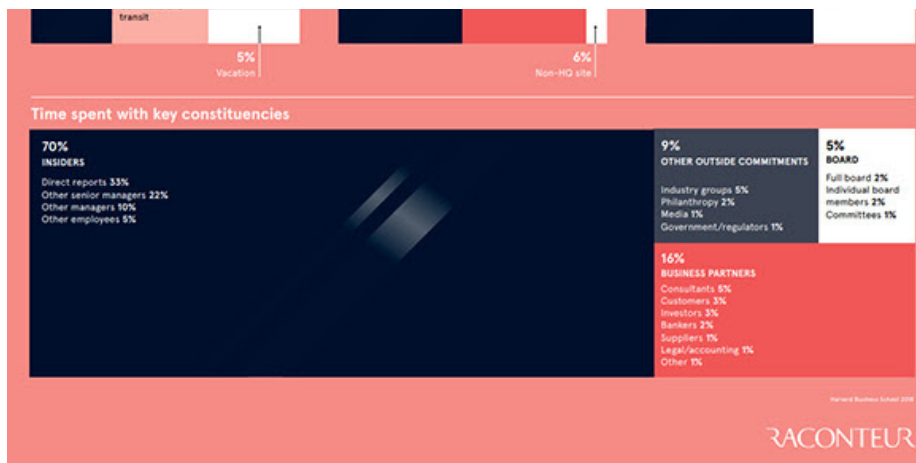 transit
5%
Vacation
6%
Non-HQ site
Time spent with key constituencies
70%
INSIDERS
Direct reports 33%
Other senior managers 22%
Other managers 10%
Other employees 5%
9%
OTHER OUTSIDE COMMITMENTS
Industry groups 5%
Philanthropy 2%
Media 1%
Government/regulators 1%
5%
BOARD
Full board 2%
Individual board
members 2%
Committees 1%
16%
BUSINESS PARTNERS
Consultants 5%
Customers 3%
Investors 3%
Bankers 2%
Suppliers 1%
Legal/accounting 1%
Other 1%
Harvard Business School 2018
RACONTEUR